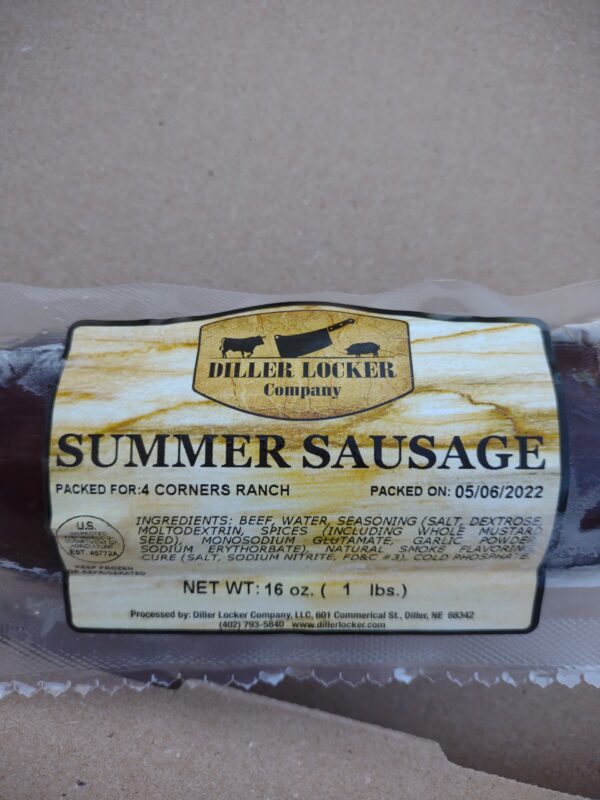 DILLER LOCKER
Company
SUMMER SAUSAGE
PACKED FOR:4 CORNERS RANCH
PACKED ON: 05/06/2022
INGREDIENTS: BEEF, WATER, SEASONING (SALT, DEXTROSE,
MOLTODEXTRIN, SPICES (INCLUDING WHOLE MUSTARD
SEED), MONOSODIUM GLUTAMATE, GARLIC POWDER,
SODIUM ERYTHORBATE), NATURAL SMOKE FLAVORIN
CURE (SALT, SODIUM NITRITE, FD&C #3), COLD PHOSPHATE
U.S.
INSPECTED
EST. 45772A
KEEP FROZEN
OR REFRIGERATED
NET WT: 16 oz. ( 1 lbs.)
Processed by: Diller Locker Company, LLC, 601 Commerical St., Diller, NE 68342
(402) 793-5840 www.dillerlocker.com